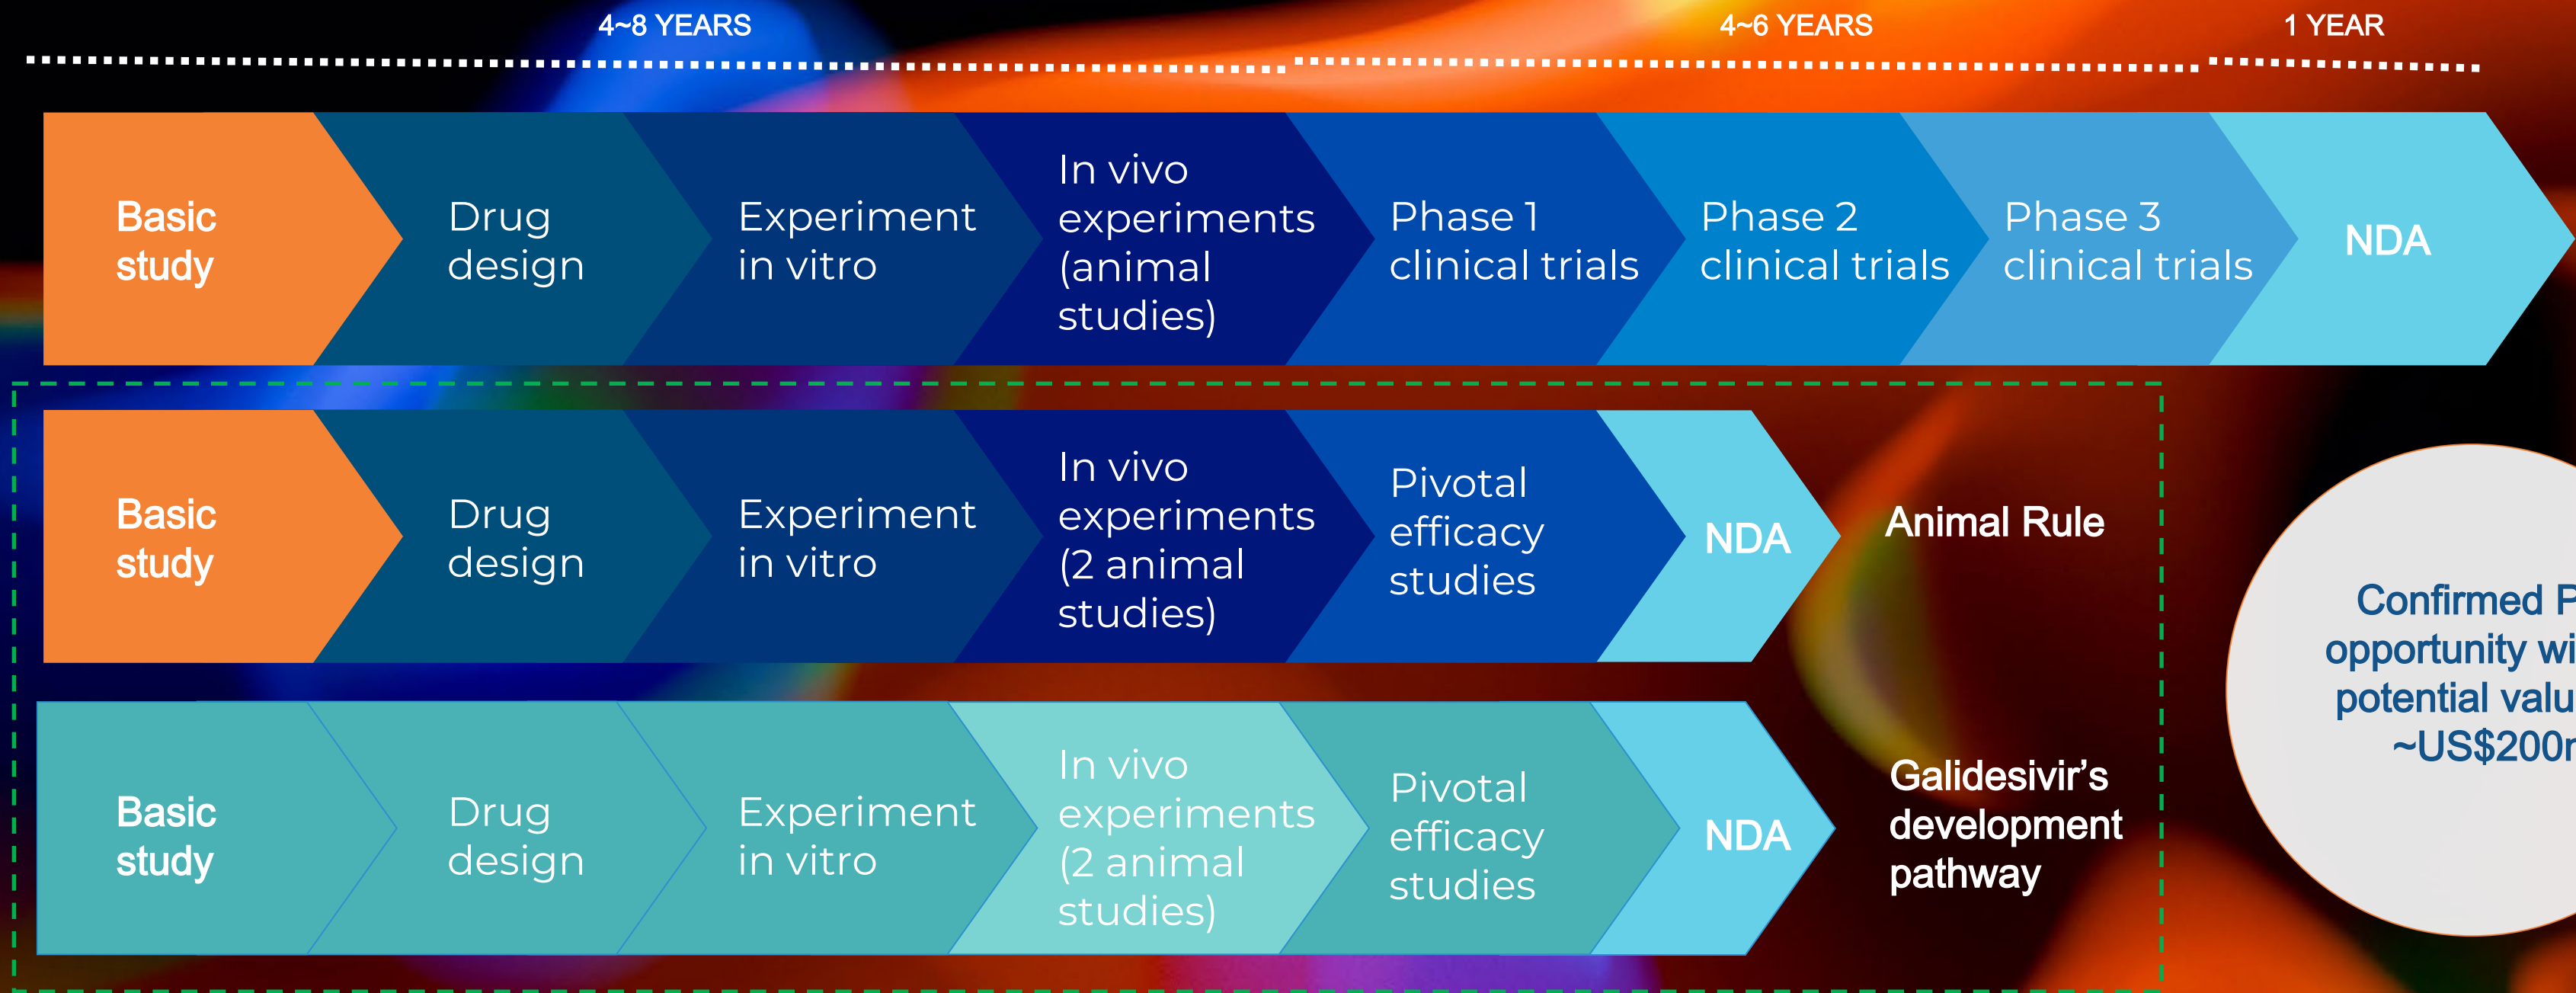 4~8 YEARS
4~6 YEARS
1 YEAR
Basic
study
Drug
design
Experiment
in vitro
In vivo
experiments
(animal
studies)
Phase 1
clinical trials
Phase 2
clinical trials
Phase 3
clinical trials
NDA
Basic
study
Drug
design
Experiment
in vitro
In vivo
experiments
(2 animal
studies)
Pivotal
efficacy
studies
NDA
Animal Rule
Basic
study
Drug
design
Experiment
in vitro
In vivo
experiments
(2 animal
studies)
Pivotal
efficacy
studies
NDA
Galidesivir’s
development
pathway
Confirmed
opportunity
potential